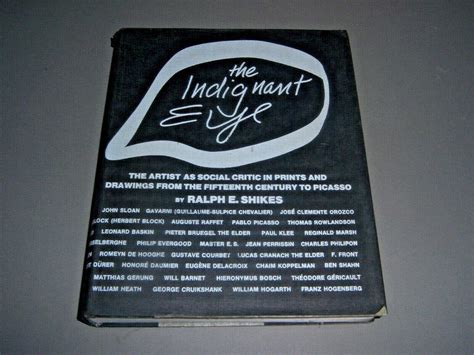 the
Indignant
Eye
THE ARTIST AS SOCIAL CRITIC IN PRINTS AND
DRAWINGS FROM THE FIFTEENTH CENTURY TO PICASSO
BY RALPH E. SHIKES
JOHN SLOAN GAVARNI (GUILLAUME-SULPICE CHEVALIER) JOSÉ CLEMENTE OROZCO
LOCK (HERBERT BLOCK) AUGUSTE RAFFET PABLO PICASSO THOMAS ROWLANDSON
LEONARD BASKIN PIETER BRUEGEL THE ELDER PAUL KLEE REGINALD MARSH
SSELBERGHE PHILIP EVERGOOD MASTER E. S. JEAN PERRISSIN CHARLES PHILIPON
ROMEYN DE HOOGHE GUSTAVE COURBET LUCAS CRANACH THE ELDER F. FRONT
T DÜRER HONORÉ DAUMIER EUGÈNE DELACROIX CHAIM KOPPELMAN BEN SHAHN
MATTHIAS GERUNG WILL BARNET HIERONYMUS BOSCH THÉODORE GÉRICAULT
WILLIAM HEATH GEORGE CRUIKSHANK WILLIAM HOGARTH FRANZ HOGENBERG